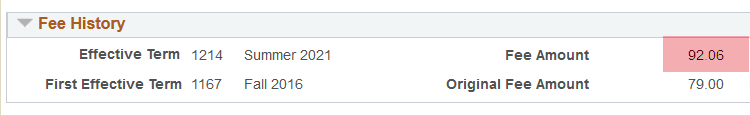 Fee History
Effective Term 1214 Summer 2021 Fee Amount 92.06
First Effective Term 1167 Fall 2016 Original Fee Amount 79.00